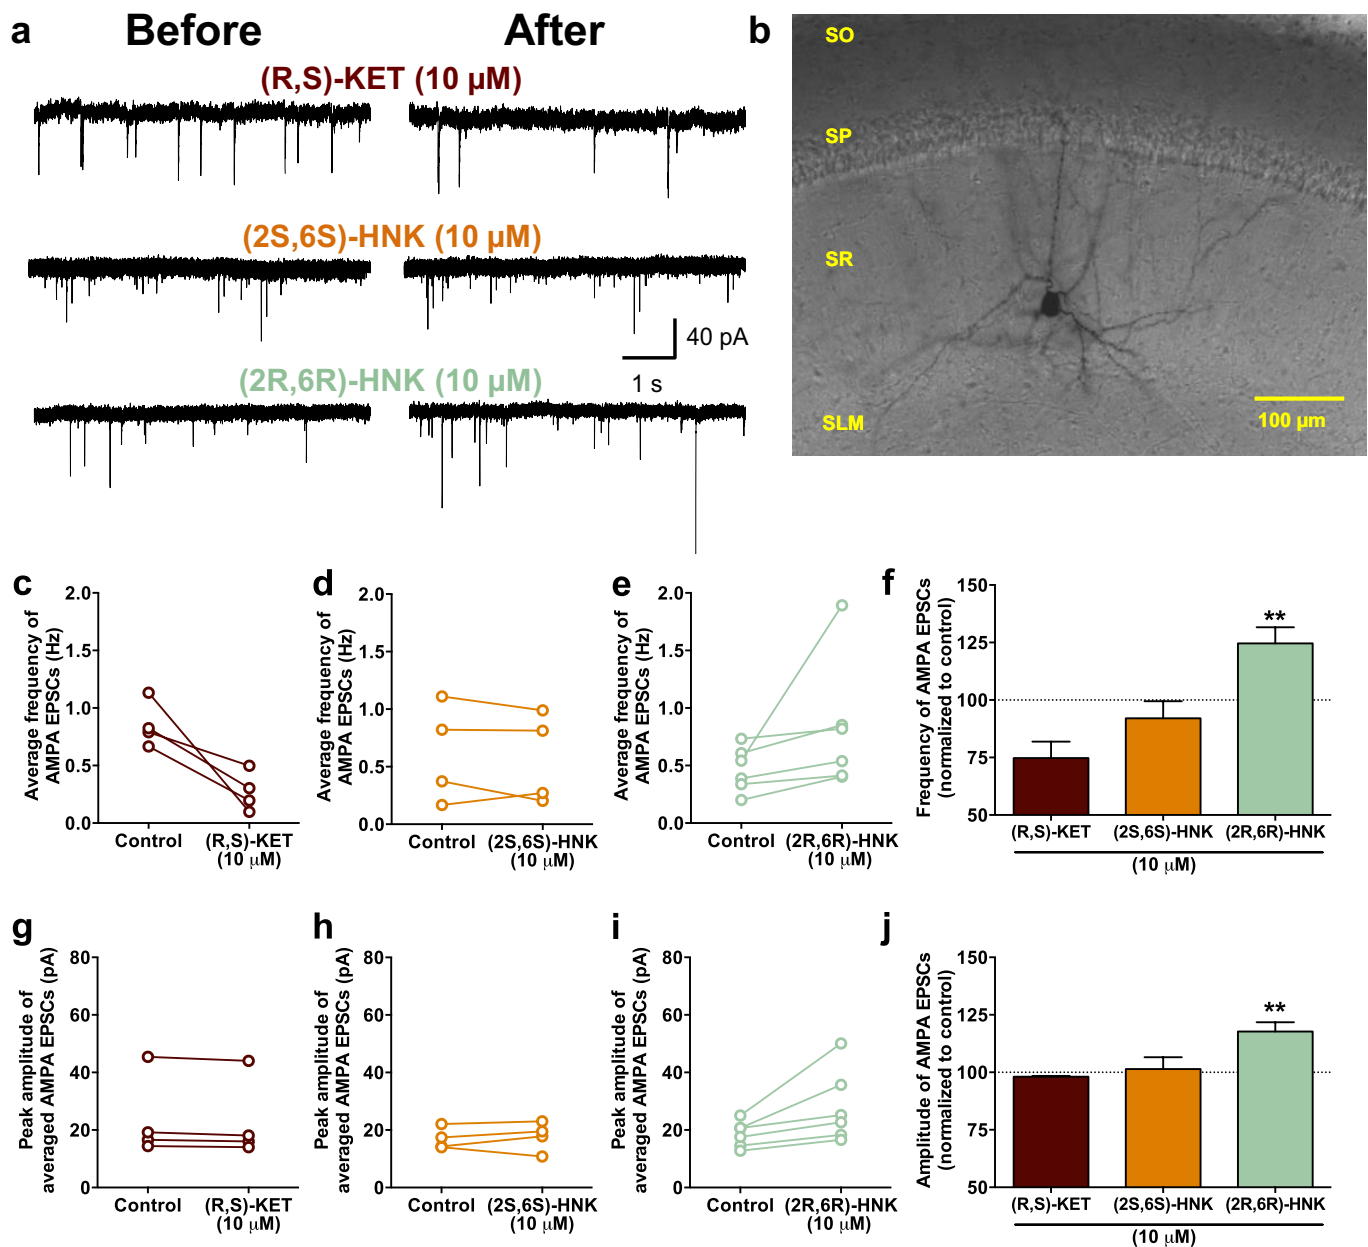 a
Before
After
(R,S)-KET (10 µM)
(2S,6S)-HNK (10 µM)
40 pA
1 s
(2R,6R)-HNK (10 µM)
b
SO
SP
SR
SLM
100 µm
c
Average frequency of
AMPA EPSCs (Hz)
2.0
1.5
1.0
0.5
0.0
Control
(R,S)-KET
(10 µM)
d
Average frequency of
AMPA EPSCs (Hz)
2.0
1.5
1.0
0.5
0.0
Control
(2S,6S)-HNK
(10 µM)
e
Average frequency of
AMPA EPSCs (Hz)
2.0
1.5
1.0
0.5
0.0
Control
(2R,6R)-HNK
(10 µM)
f
Frequency of AMPA EPSCs
(normalized to control)
150
125
100
75
50
**
(R,S)-KET
(2S,6S)-HNK
(2R,6R)-HNK
(10 µM)
g
Peak amplitude of
averaged AMPA EPSCs (pA)
80
60
40
20
0
Control
(R,S)-KET
(10 µM)
h
Peak amplitude of
averaged AMPA EPSCs (pA)
80
60
40
20
0
Control
(2S,6S)-HNK
(10 µM)
i
Peak amplitude of
averaged AMPA EPSCs (pA)
80
60
40
20
0
Control
(2R,6R)-HNK
(10 µM)
j
Amplitude of AMPA EPSCs
(normalized to control)
150
125
100
75
50
**
(R,S)-KET
(2S,6S)-HNK
(2R,6R)-HNK
(10 µM)